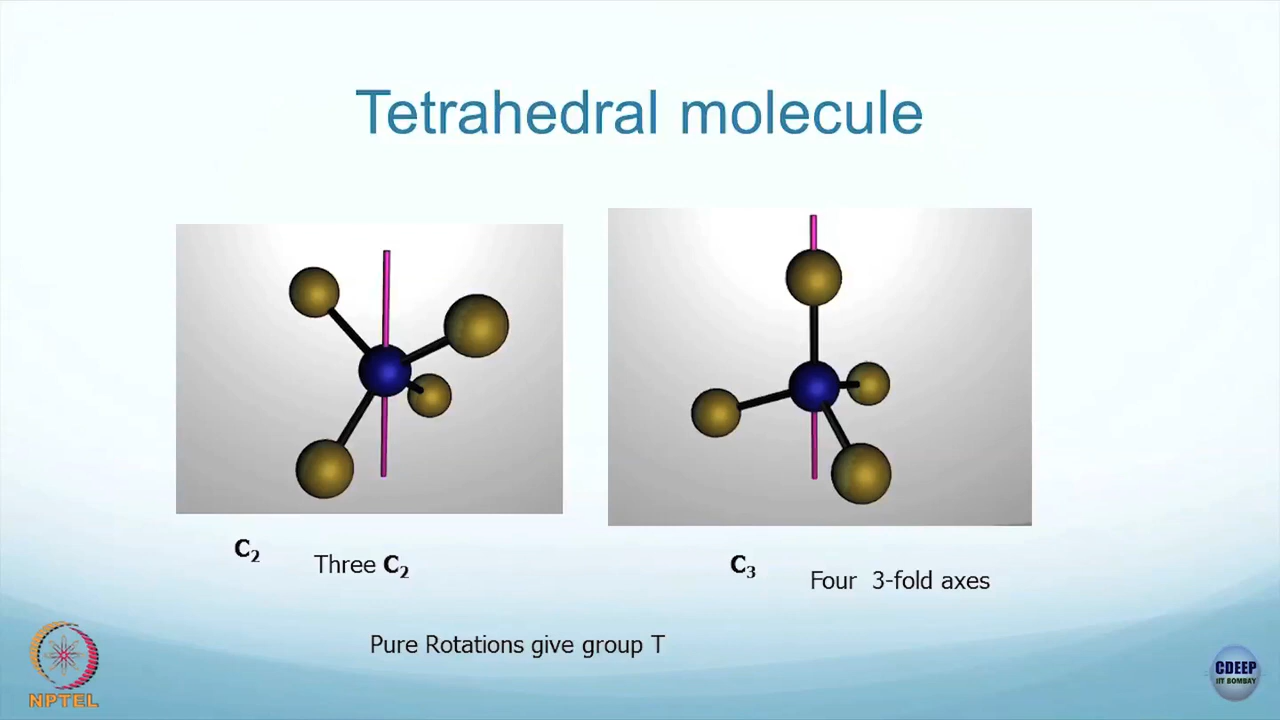 Tetrahedral molecule
C₂
Three C₂
C₃
Four 3-fold axes
Pure Rotations give group T
NPTEL
CDEEP
IIT BOMBAY